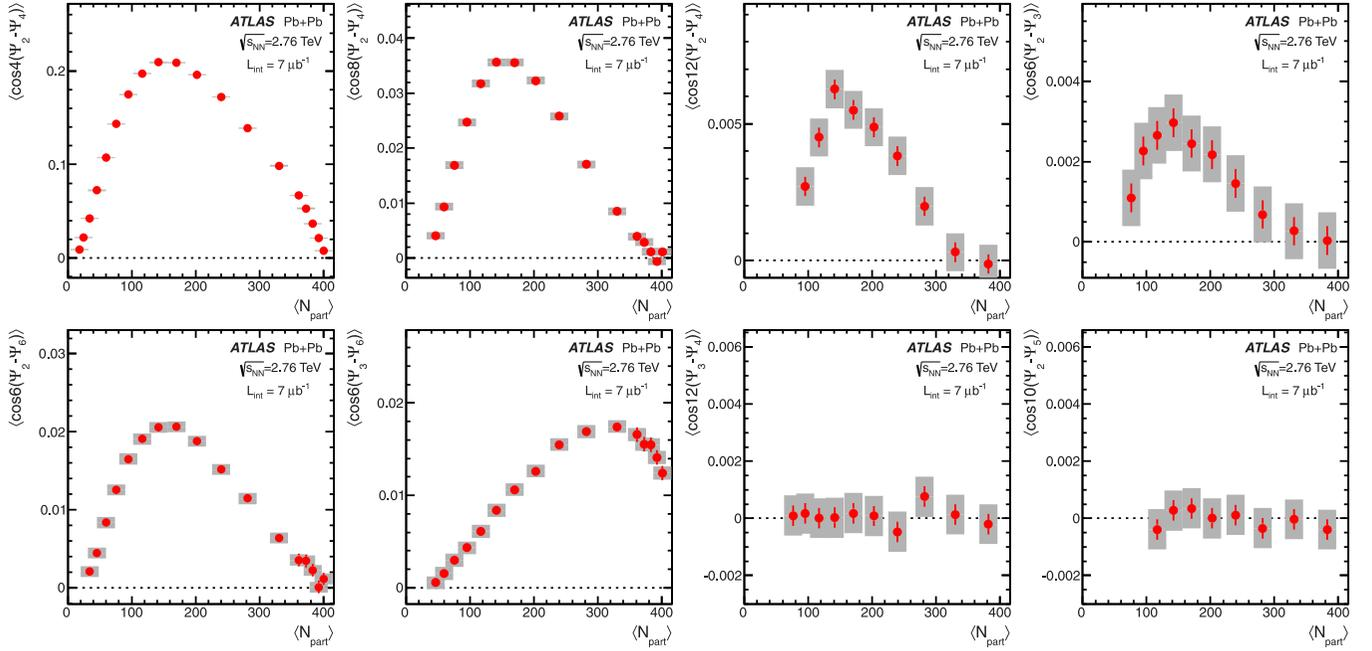 ⟨cos4(Ψ2-Ψ4)⟩
ATLAS Pb+Pb
√sNN=2.76 TeV
Lint = 7 μb-1
0.2
0.1
0
0 100 200 300 400
⟨Npart⟩
⟨cos8(Ψ2-Ψ4)⟩
ATLAS Pb+Pb
√sNN=2.76 TeV
Lint = 7 μb-1
0.04
0.03
0.02
0.01
0
0 100 200 300 400
⟨Npart⟩
⟨cos12(Ψ2-Ψ4)⟩
ATLAS Pb+Pb
√sNN=2.76 TeV
Lint = 7 μb-1
0.005
0
0 100 200 300 400
⟨Npart⟩
⟨cos6(Ψ2-Ψ3)⟩
ATLAS Pb+Pb
√sNN=2.76 TeV
Lint = 7 μb-1
0.004
0.002
0
0 100 200 300 400
⟨Npart⟩
⟨cos6(Ψ2-Ψ6)⟩
ATLAS Pb+Pb
√sNN=2.76 TeV
Lint = 7 μb-1
0.03
0.02
0.01
0
0 100 200 300 400
⟨Npart⟩
⟨cos6(Ψ3-Ψ6)⟩
ATLAS Pb+Pb
√sNN=2.76 TeV
Lint = 7 μb-1
0.02
0.01
0
0 100 200 300 400
⟨Npart⟩
⟨cos12(Ψ3-Ψ4)⟩
ATLAS Pb+Pb
√sNN=2.76 TeV
Lint = 7 μb-1
0.006
0.004
0.002
0
-0.002
0 100 200 300 400
⟨Npart⟩
⟨cos10(Ψ2-Ψ5)⟩
ATLAS Pb+Pb
√sNN=2.76 TeV
Lint = 7 μb-1
0.006
0.004
0.002
0
-0.002
0 100 200 300 400
⟨Npart⟩